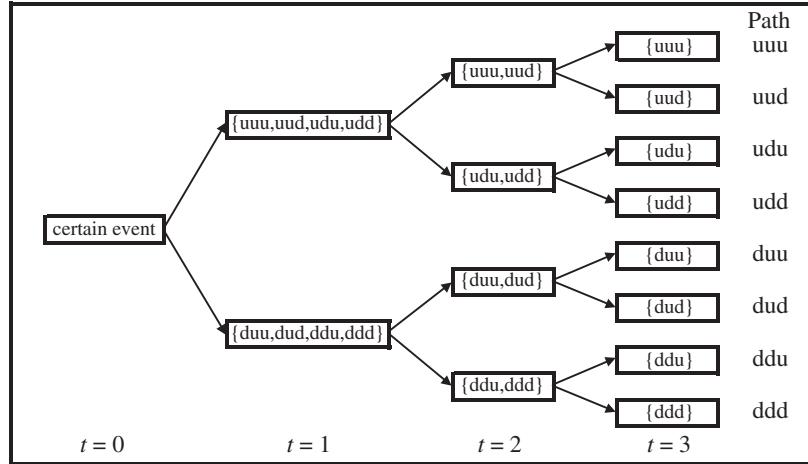 Path
{uuu} uuu
{uuu,uud}
{uud} uud
{uuu,uud,udu,udd}
{udu} udu
{udu,udd}
{udd} udd
certain event
{duu} duu
{duu,dud}
{dud} dud
{duu,dud,ddu,ddd}
{ddu} ddu
{ddu,ddd}
{ddd} ddd
t = 0 t = 1 t = 2 t = 3